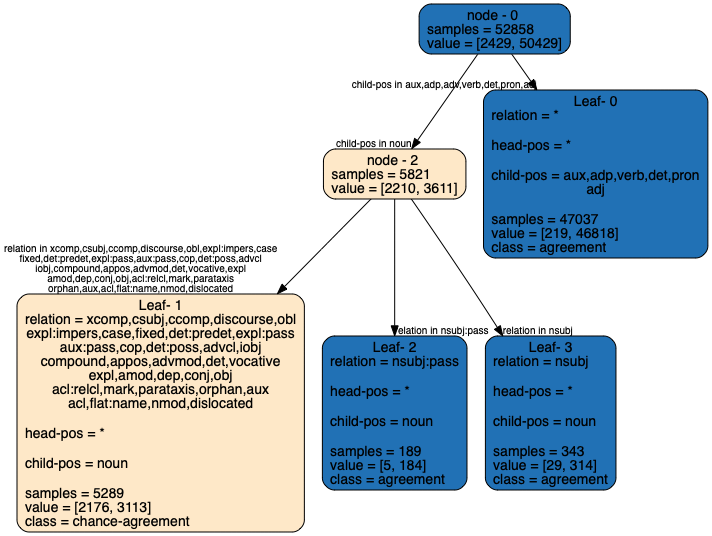 node - 0
samples = 52858
value = [2429, 50429]
child-pos in aux,adp,adv,verb,det,pron,adj
Leaf- 0
relation = *
head-pos = *
child-pos = aux,adp,verb,det,pron
adj
samples = 47037
value = [219, 46818]
class = agreement
child-pos in noun
node - 2
samples = 5821
value = [2210, 3611]
relation in xcomp,csubj,ccomp,discourse,obl,expl:impers,case
fixed,det:predet,expl:pass,aux:pass,cop,det:poss,advcl
iobj,compound,appos,advmod,det,vocative,expl
amod,dep,conj,obj,acl:relcl,mark,parataxis
orphan,aux,acl,flat:name,nmod,dislocated
Leaf- 1
relation = xcomp,csubj,ccomp,discourse,obl
expl:impers,case,fixed,det:predet,expl:pass
aux:pass,cop,det:poss,advcl,iobj
compound,appos,advmod,det,vocative
expl,amod,dep,conj,obj
acl:relcl,mark,parataxis,orphan,aux
acl,flat:name,nmod,dislocated
head-pos = *
child-pos = noun
samples = 5289
value = [2176, 3113]
class = chance-agreement
relation in nsubj:pass
Leaf- 2
relation = nsubj:pass
head-pos = *
child-pos = noun
samples = 189
value = [5, 184]
class = agreement
relation in nsubj
Leaf- 3
relation = nsubj
head-pos = *
child-pos = noun
samples = 343
value = [29, 314]
class = agreement